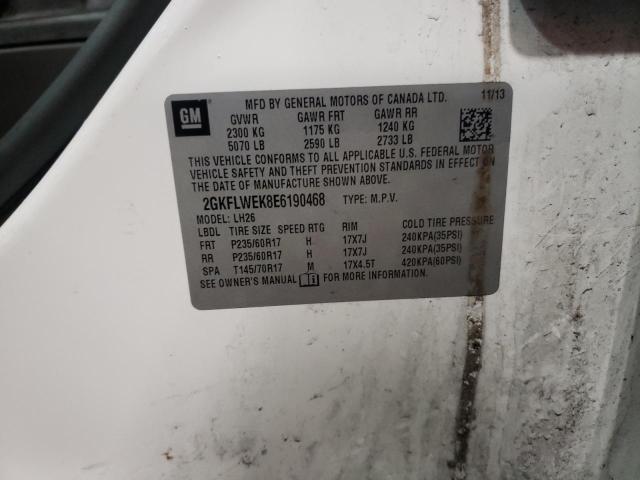 GM
MFD BY GENERAL MOTORS OF CANADA LTD. 11/13
GVWR GAWR FRT GAWR RR
2300 KG 1175 KG 1240 KG
5070 LB 2590 LB 2733 LB
THIS VEHICLE CONFORMS TO ALL APPLICABLE U.S. FEDERAL MOTOR
VEHICLE SAFETY AND THEFT PREVENTION STANDARDS IN EFFECT ON
THE DATE OF MANUFACTURE SHOWN ABOVE.
2GKFLWEK8E6190468 TYPE: M.P.V.
MODEL: LH26
LBDL TIRE SIZE SPEED RTG RIM COLD TIRE PRESSURE
FRT P235/60R17 H 17X7J 240KPA(35PSI)
RR P235/60R17 H 17X7J 240KPA(35PSI)
SPA T145/70R17 M 17X4.5T 420KPA(60PSI)
SEE OWNER'S MANUAL FOR MORE INFORMATION.